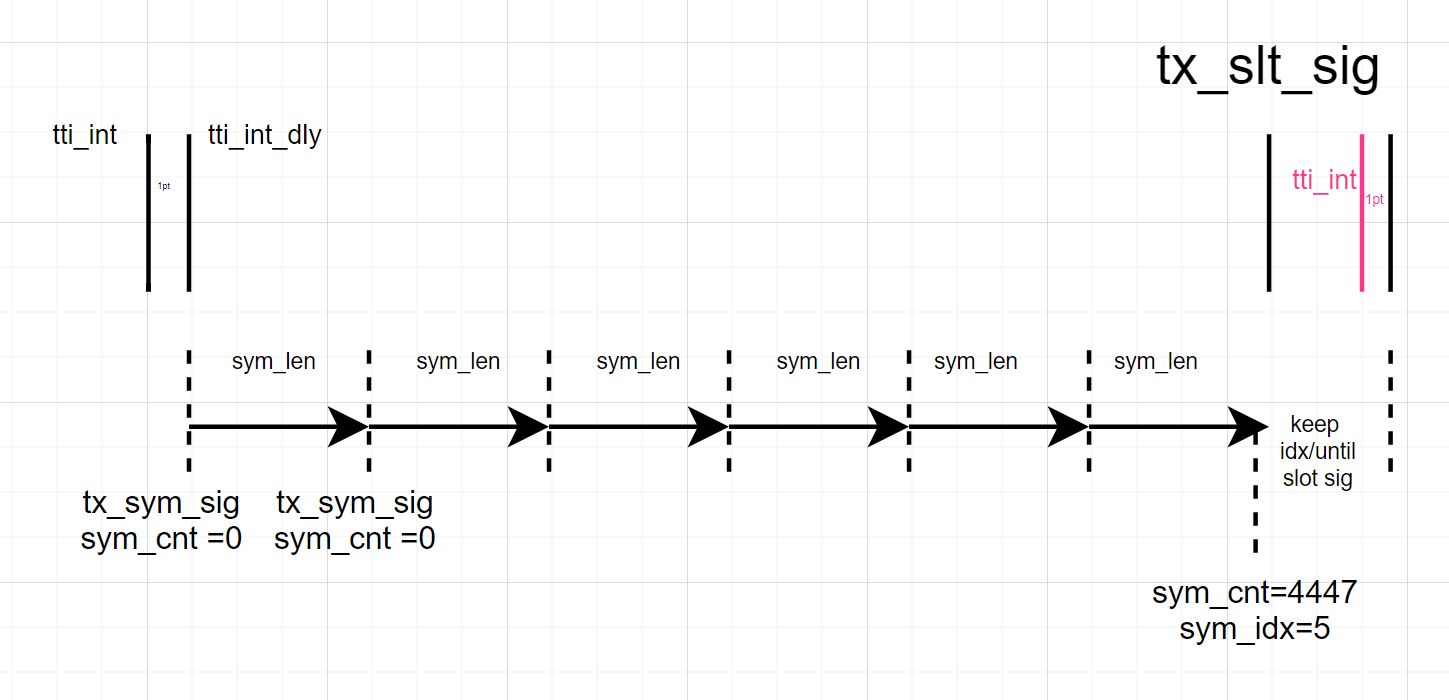 tx_slt_sig
tti_int
tti_int_dly
1pt
tti_int
1pt
sym_len
sym_len
sym_len
sym_len
sym_len
sym_len
keep
idx/until
slot sig
tx_sym_sig
sym_cnt =0
tx_sym_sig
sym_cnt =0
sym_cnt=4447
sym_idx=5